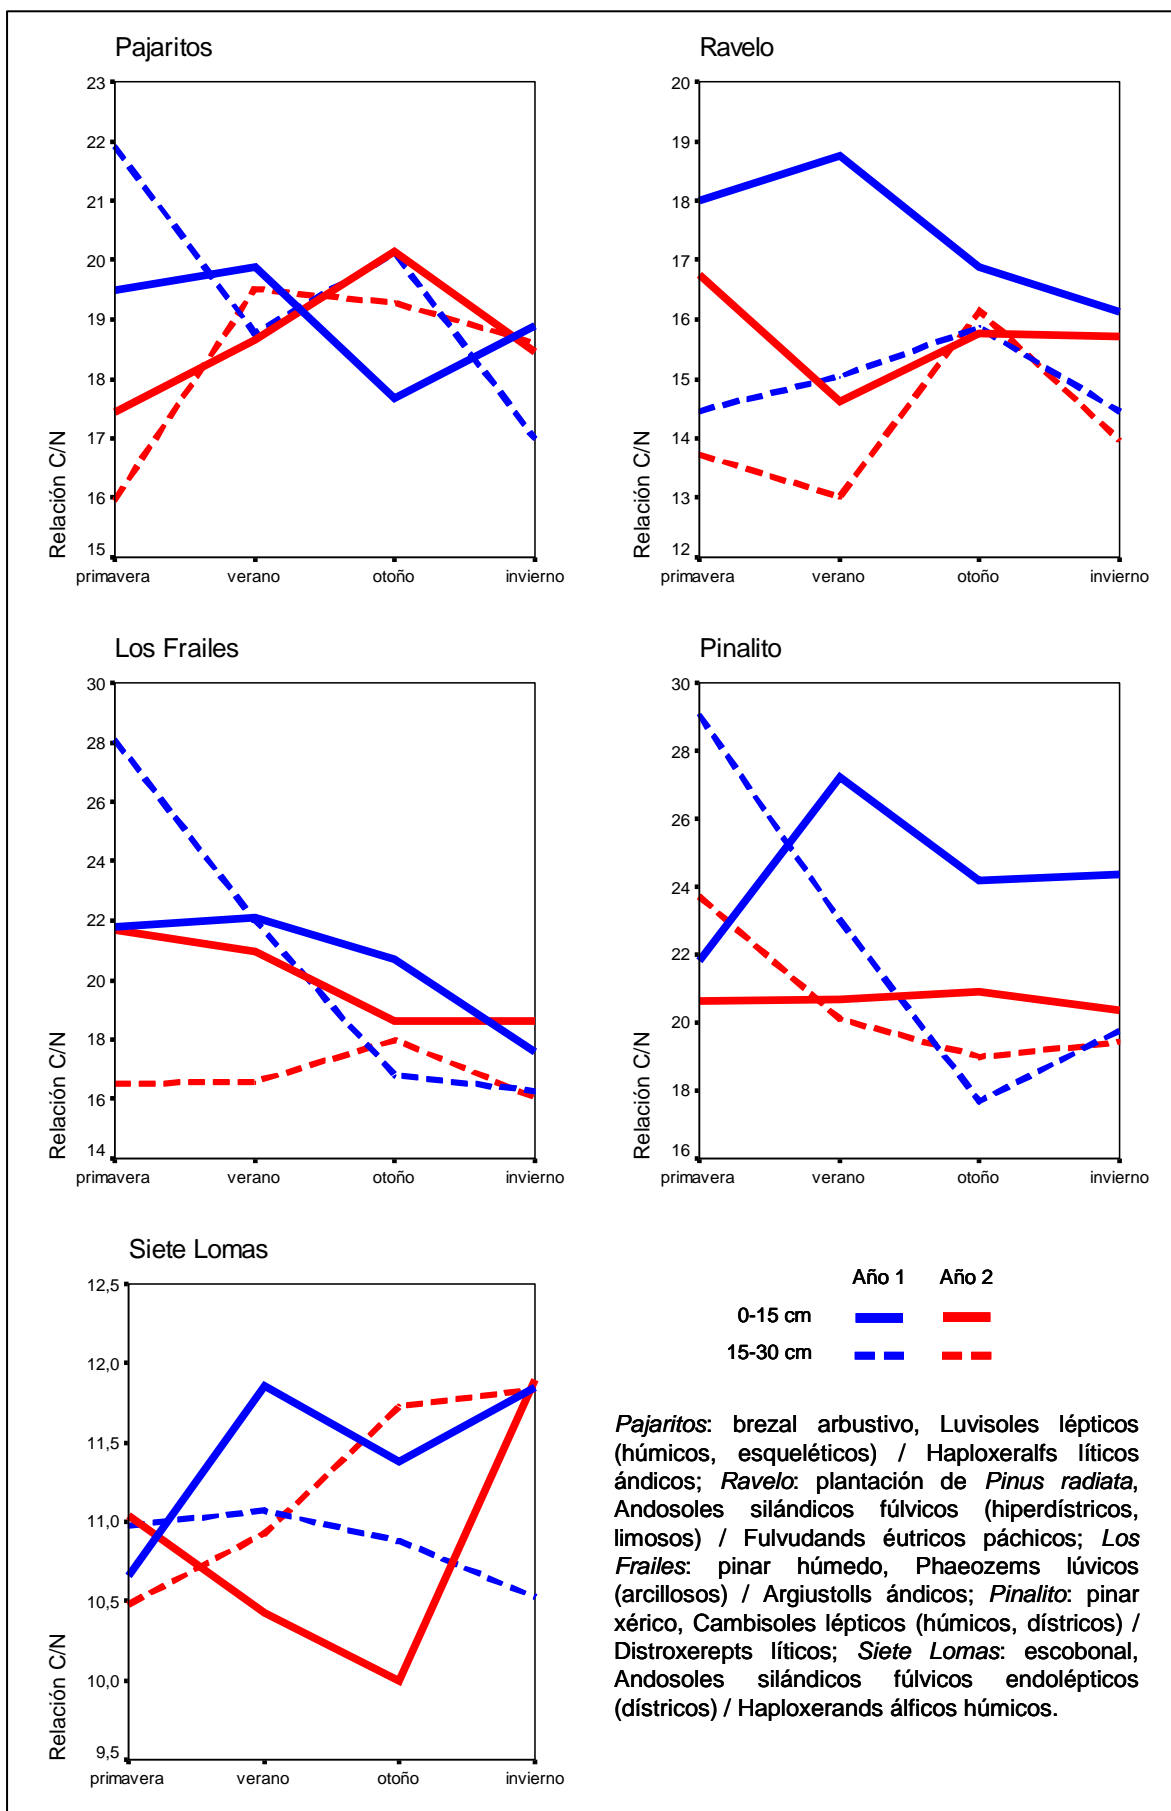 Pajaritos
23
22
21
20
19
18
17
16
15
Relación C/N
primavera verano otoño invierno
Ravelo
20
19
18
17
16
15
14
13
12
Relación C/N
primavera verano otoño invierno
Los Frailes
30
28
26
24
22
20
18
16
14
Relación C/N
primavera verano otoño invierno
Pinalito
30
28
26
24
22
20
18
16
Relación C/N
primavera verano otoño invierno
Siete Lomas
12,5
12,0
11,5
11,0
10,5
10,0
9,5
Relación C/N
primavera verano otoño invierno
Año 1 Año 2
0-15 cm
15-30 cm
Pajaritos: brezal arbustivo, Luvisoles lépticos
(húmicos, esqueléticos) / Haploxeralfs líticos
ándicos; Ravelo: plantación de Pinus radiata,
Andosoles silándicos fúlvicos (hiperdístricos,
limosos) / Fulvudands éutricos páchicos; Los
Frailes: pinar húmedo, Phaeozems lúvicos
(arcillosos) / Argiustolls ándicos; Pinalito: pinar
xérico, Cambisoles lépticos (húmicos, dístricos) /
Distroxerepts líticos; Siete Lomas: escobonal,
Andosoles silándicos fúlvicos endolépticos
(dístricos) / Haploxerands álficos húmicos.